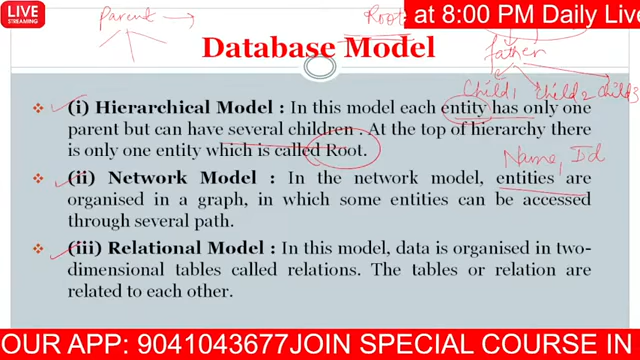 LIVE
STREAMING
Parent →
Root
at 8:00 PM Daily Live
Database Model
father
Child1 Child2 Child3
(i) Hierarchical Model : In this model each entity has only one
parent but can have several children. At the top of hierarchy there
is only one entity which is called Root.
Name, Id
(ii) Network Model : In the network model, entities are
organised in a graph, in which some entities can be accessed
through several path.
(iii) Relational Model : In this model, data is organised in two-
dimensional tables called relations. The tables or relation are
related to each other.
OUR APP: 9041043677JOIN SPECIAL COURSE IN